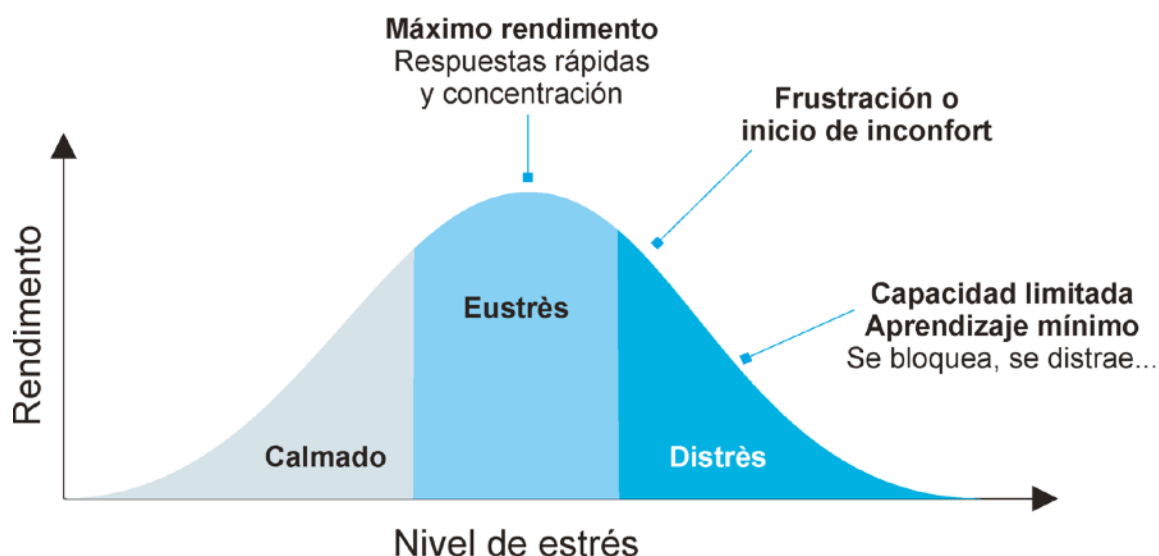 Máximo rendimento
Respuestas rápidas
y concentración
Frustración o
inicio de inconfort
Capacidad limitada
Aprendizaje mínimo
Se bloquea, se distrae...
Rendimento
Eustrès
Calmado
Distrès
Nivel de estrés